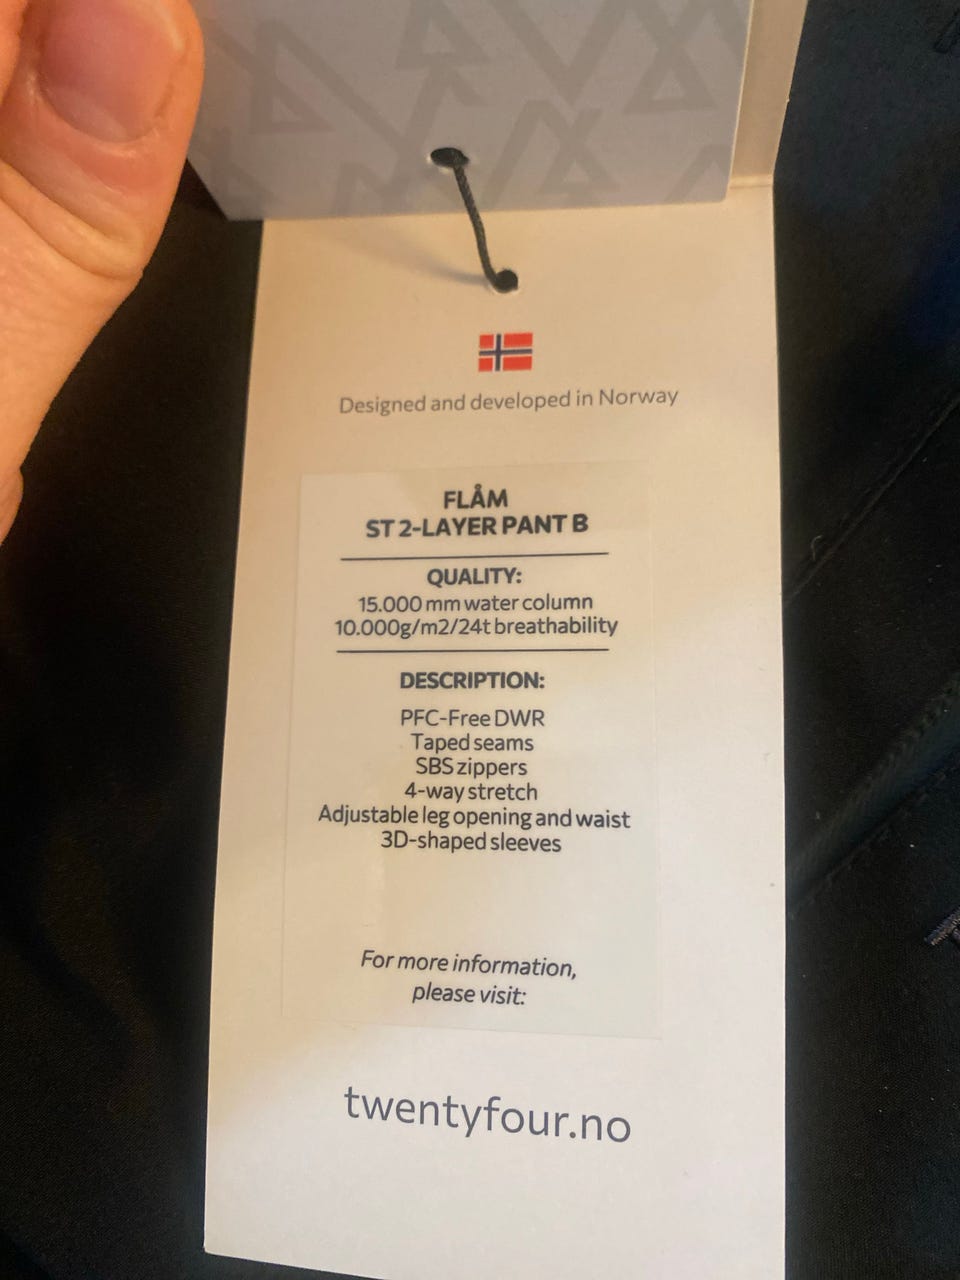 Designed and developed in Norway
FLÅM
ST 2-LAYER PANT B
QUALITY:
15.000 mm water column
10.000g/m2/24t breathability
DESCRIPTION:
PFC-Free DWR
Taped seams
SBS zippers
4-way stretch
Adjustable leg opening and waist
3D-shaped sleeves
For more information,
please visit:
twentyfour.no